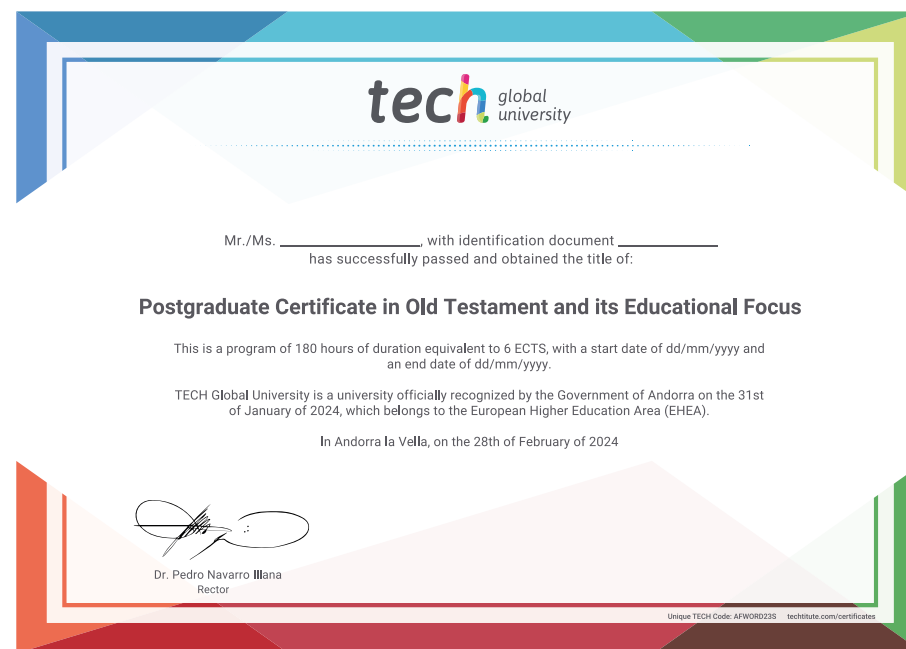 tech global
university
Mr./Ms. ____________, with identification document ____________
has successfully passed and obtained the title of:
Postgraduate Certificate in Old Testament and its Educational Focus
This is a program of 180 hours of duration equivalent to 6 ECTS, with a start date of dd/mm/yyyy and
an end date of dd/mm/yyyy.
TECH Global University is a university officially recognized by the Government of Andorra on the 31st
of January of 2024, which belongs to the European Higher Education Area (EHEA).
In Andorra la Vella, on the 28th of February of 2024
Dr. Pedro Navarro Illana
Rector
Unique TECH Code: AFWORD23S techtitute.com/certificates